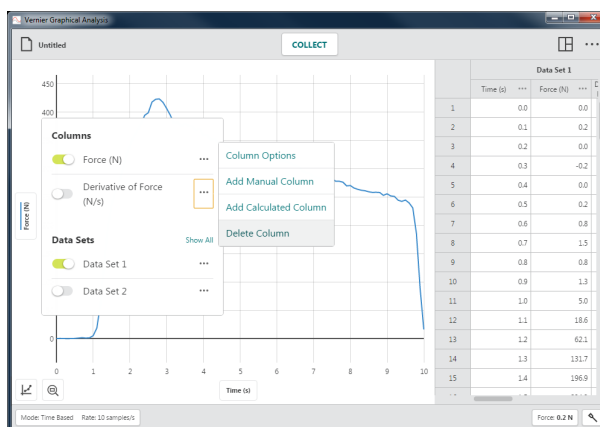 Vernier Graphical Analysis
Untitled
COLLECT
Data Set 1
Time (s) ··· Force (N) ···
450
400
0
0 1 2 3 4 5 6 7 8 9 10
Force (N)
Time (s)
Columns
Force (N) ···
Derivative of Force ···
(N/s)
Data Sets Show All
Data Set 1 ···
Data Set 2 ···
Column Options
Add Manual Column
Add Calculated Column
Delete Column
1 0.0 0.0
2 0.1 0.2
3 0.2 0.0
4 0.3 -0.2
5 0.4 0.0
6 0.5 0.2
7 0.6 0.8
8 0.7 1.5
9 0.8 0.8
10 0.9 1.3
11 1.0 5.0
12 1.1 18.6
13 1.2 62.1
14 1.3 131.7
15 1.4 196.9
Mode: Time Based Rate: 10 samples/s
Force: 0.2 N